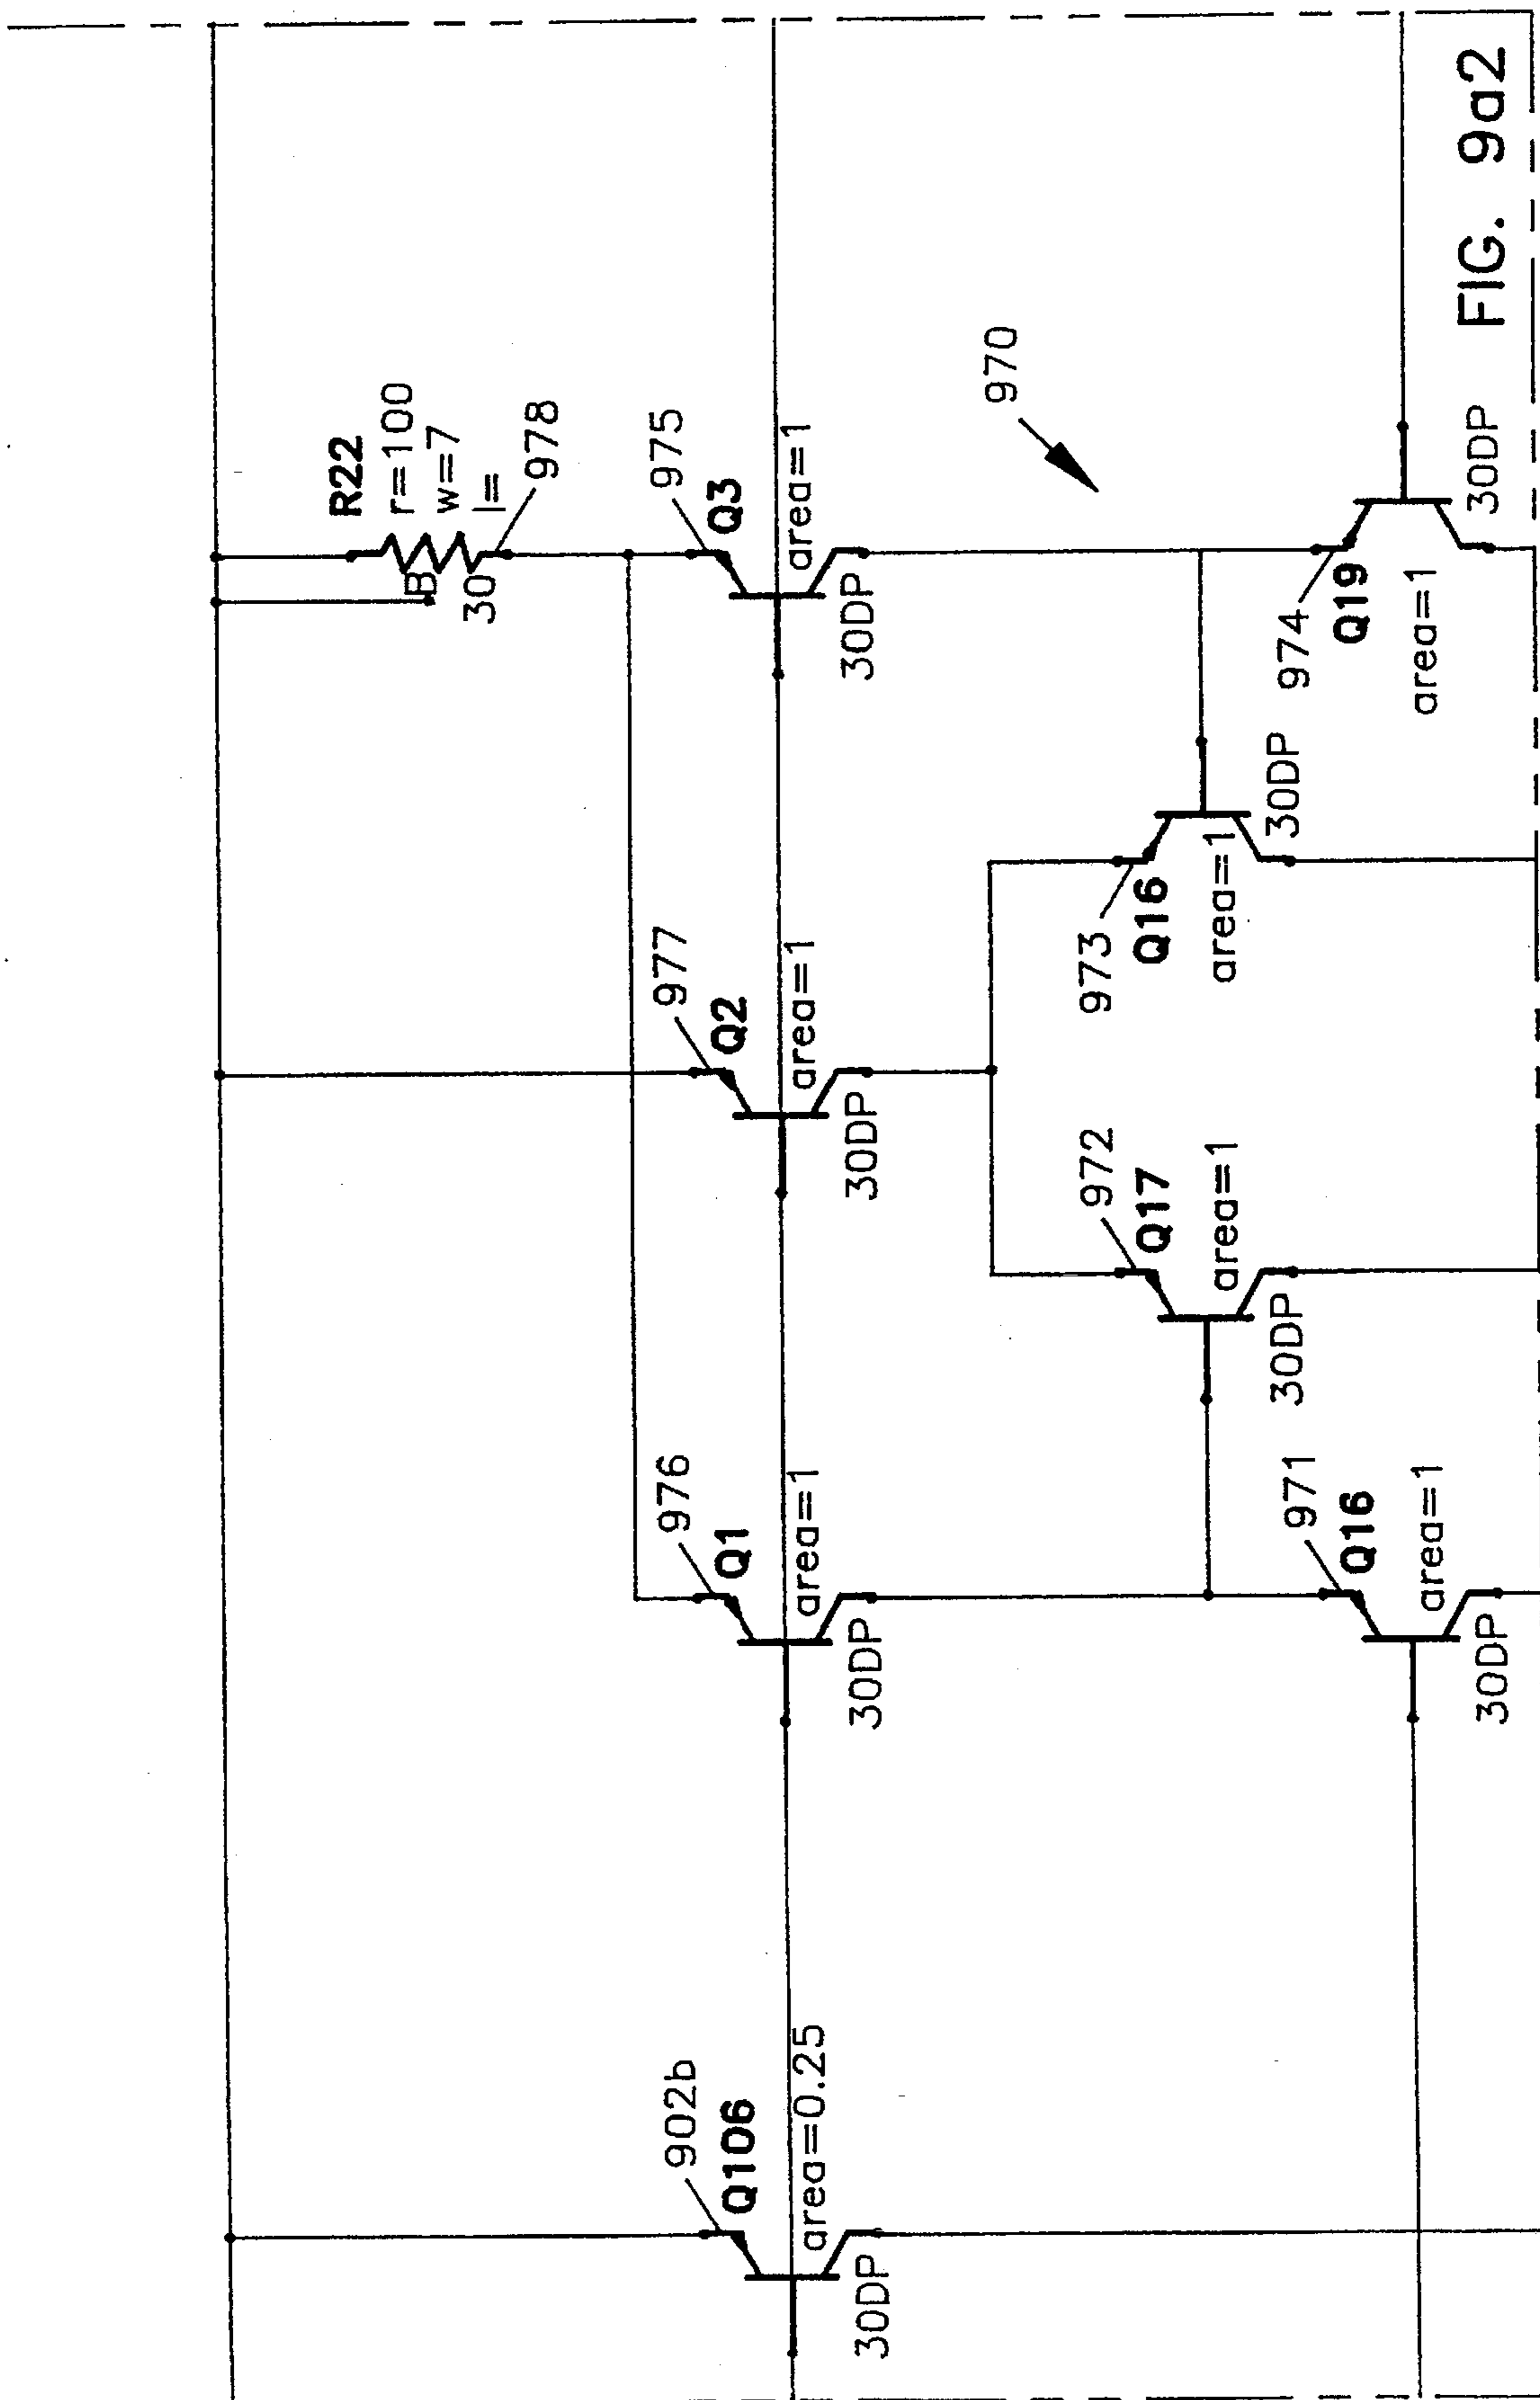 R22
r=100
w=7
l=
978
B
30
975
Q3
area=1
30DP
977
Q2
area=1
30DP
976
Q1
area=1
30DP
902b
Q106
area=0.25
30DP
970
972
Q17
area=1
30DP
973
Q16
area=1
30DP
971
Q16
area=1
30DP
974
Q19
area=1
30DP
FIG. 9a2